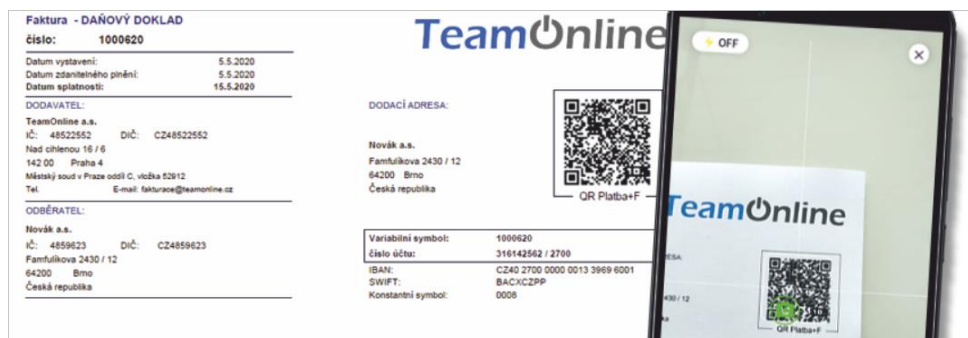 Faktura - DAŇOVÝ DOKLAD
číslo: 1000620
Datum vystavení: 5.5.2020
Datum zdanitelného plnění: 5.5.2020
Datum splatnosti: 15.5.2020
DODAVATEL:
TeamOnline a.s.
IČ: 48522552 DIČ: CZ48522552
Nad cihlenou 16 / 6
142 00 Praha 4
Městský soud v Praze oddíl C, vložka 52912
Tel. E-mail: fakturace@teamonline.cz
ODBĚRATEL:
Novák a.s.
IČ: 4859623 DIČ: CZ4859623
Famfulíkova 2430 / 12
64200 Brno
Česká republika
TeamOnline
DODACÍ ADRESA:
Novák a.s.
Famfulíkova 2430 / 12
64200 Brno
Česká republika
QR Platba+F
Variabilní symbol: 1000620
číslo účtu: 316142562 / 2700
IBAN: CZ40 2700 0000 0013 3969 6001
SWIFT: BACXCZPP
Konstantní symbol: 0008
OFF
TeamOnline
ESA:
430 / 12
ka
QR Platba+F